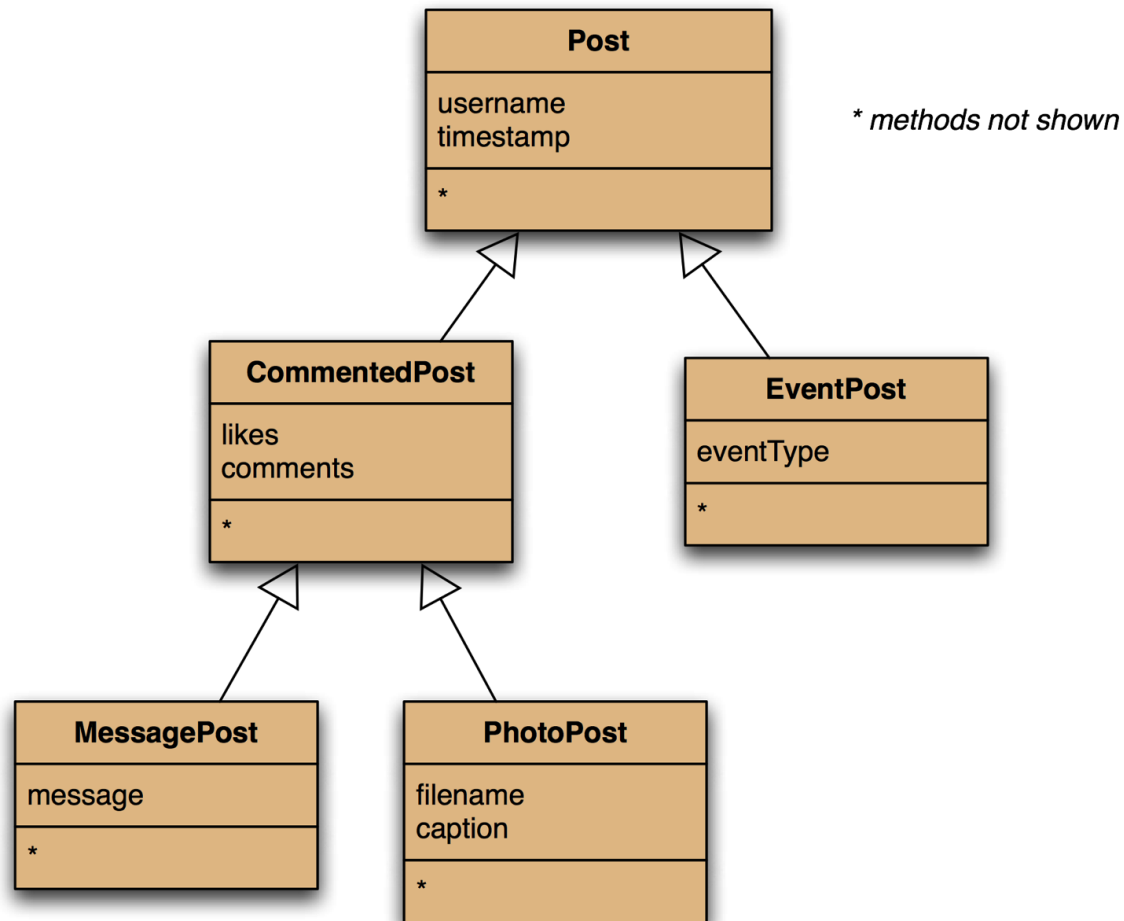 Post
username
timestamp
*
* methods not shown
CommentedPost
likes
comments
*
EventPost
eventType
*
MessagePost
message
*
PhotoPost
filename
caption
*